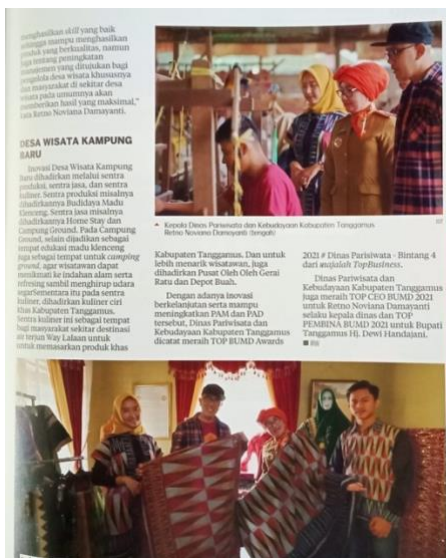 menghasilkan skill yang baik
sehingga mampu menghasilkan
produk yang berkualitas, namun
juga tentang peningkatan
manajemen yang ditujukan bagi
pengelola desa wisata khususnya
dan masyarakat di sekitar desa
wisata pada umumnya akan
memberikan hasil yang maksimal,"
kata Retno Noviana Damayanti.
DESA WISATA KAMPUNG
BARU
Inovasi Desa Wisata Kampung
Baru dihadirkan melalui sentra
produksi, sentra jasa, dan sentra
kuliner. Sentra produksi misalnya
dihadirkannya Budidaya Madu
Klenceng. Sentra jasa misalnya
dihadirkannya Home Stay dan
Camping Ground. Pada Camping
Ground, selain dijadikan sebagai
tempat edukasi madu klenceng
juga sebagai tempat untuk camping
ground, agar wisatawan dapat
menikmati keindahan alam serta
refresing sambil menghirup udara
segarSementara itu pada sentra
kuliner, dihadirkan kuliner ciri
khas Kabupaten Tanggamus.
Sentra kuliner ini sebagai tempat
bagi masyarakat sekitar destinasi
air terjun Way Lalaan untuk
untuk memasarkan produk khas
Kepala Dinas Pariwisata dan Kebudayaan Kabupaten Tanggamus-
Retno Noviana Damayanti (tengah)
Kabupaten Tanggamus. Dan untuk
lebih menarik wisatawan, juga
dihadirkan Pusat Oleh Oleh Gerai
Ratu dan Depot Buah.
Dengan adanya inovasi
berkelanjutan serta mampu
meningkatkan PAM dan PAD
tersebut, Dinas Pariwisata dan
Kebudayaan Kabupaten Tanggamus
dicatat meraih TOP BUMD Awards
2021 # Dinas Parisiwata - Bintang 4
dari majalah TopBusiness.
Dinas Pariwisata dan
Kebudayaan Kabupaten Tanggamus
juga meraih TOP CEO BUMD 2021
untuk Retno Noviana Damayanti
selaku kepala dinas dan TOP
PEMBINA BUMD 2021 untuk Bupati
Tanggamus Hj. Dewi Handajani.